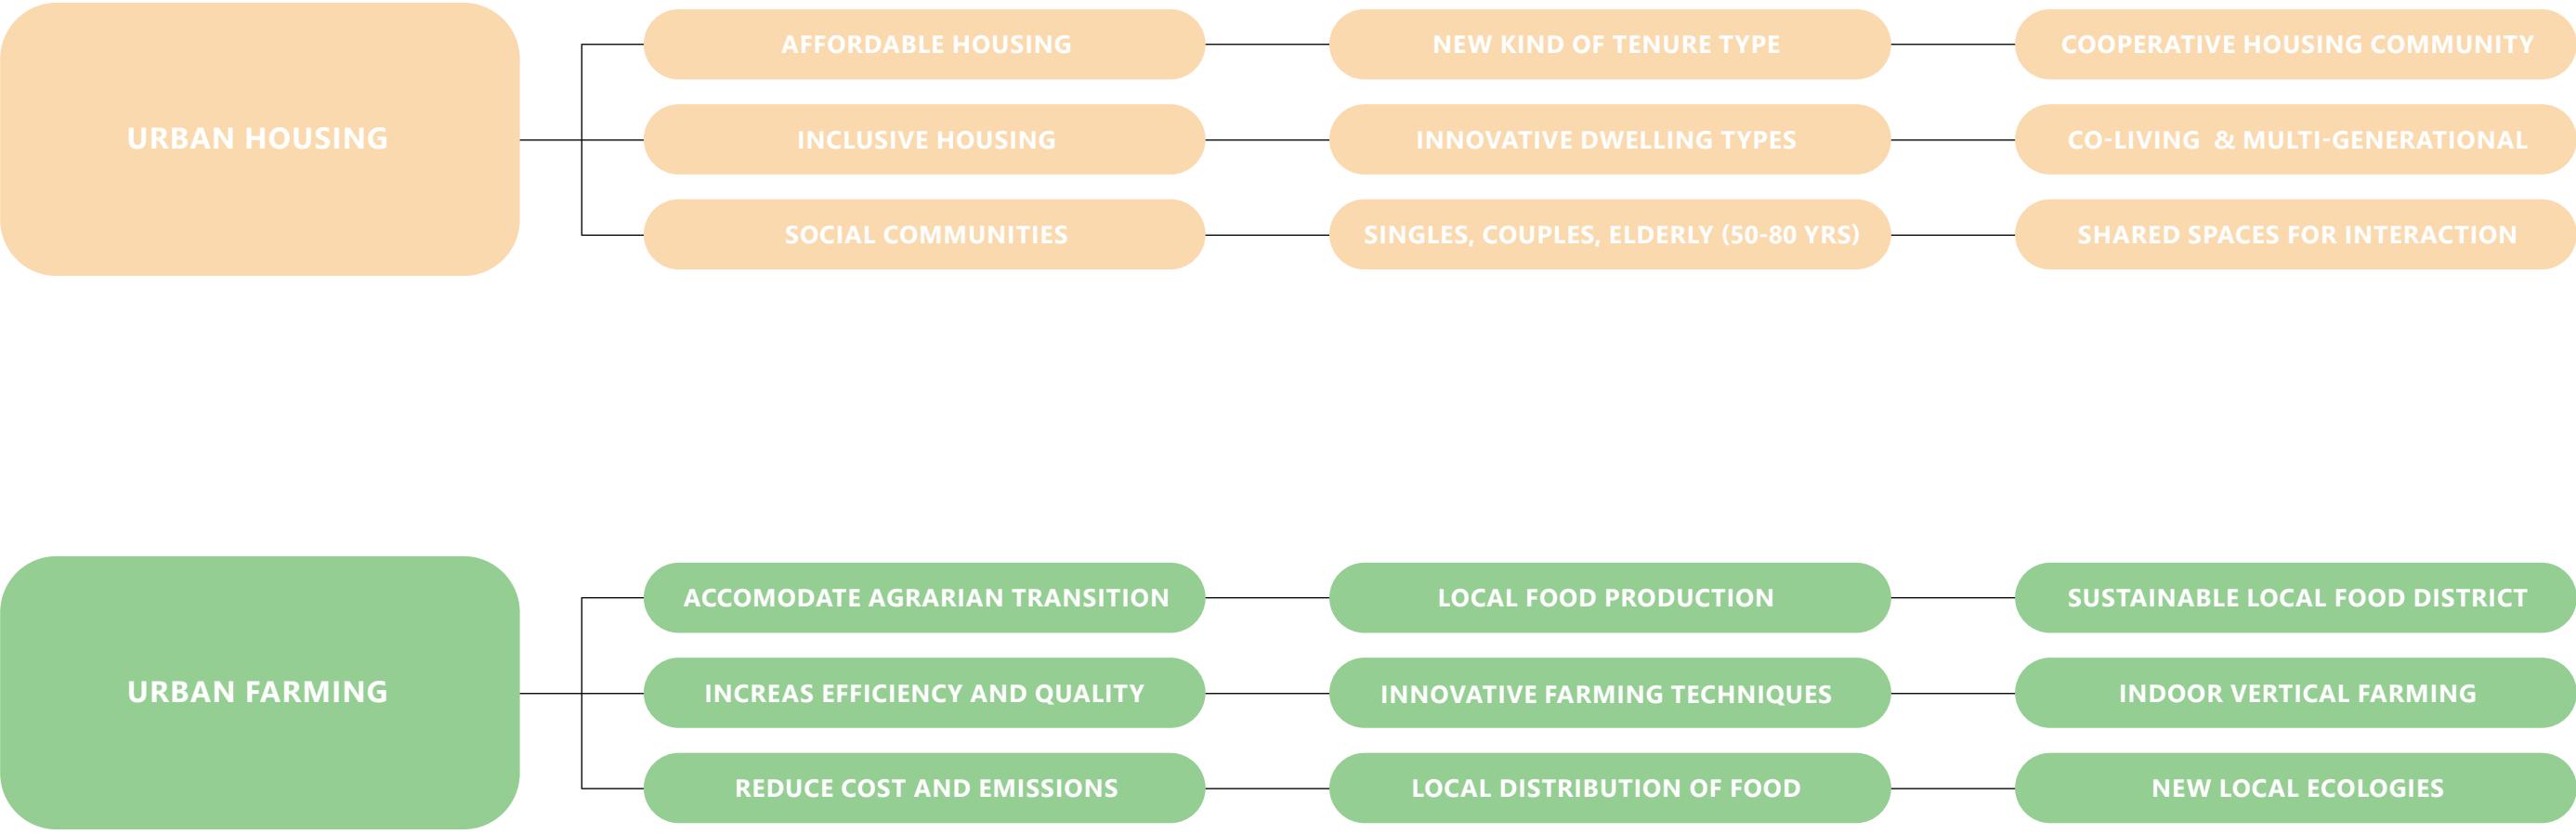 URBAN HOUSING
AFFORDABLE HOUSING
NEW KIND OF TENURE TYPE
COOPERATIVE HOUSING COMMUNITY
INCLUSIVE HOUSING
INNOVATIVE DWELLING TYPES
CO-LIVING & MULTI-GENERATIONAL
SOCIAL COMMUNITIES
SINGLES, COUPLES, ELDERLY (50-80 YRS)
SHARED SPACES FOR INTERACTION
URBAN FARMING
ACCOMODATE AGRARIAN TRANSITION
LOCAL FOOD PRODUCTION
SUSTAINABLE LOCAL FOOD DISTRICT
INCREAS EFFICIENCY AND QUALITY
INNOVATIVE FARMING TECHNIQUES
INDOOR VERTICAL FARMING
REDUCE COST AND EMISSIONS
LOCAL DISTRIBUTION OF FOOD
NEW LOCAL ECOLOGIES